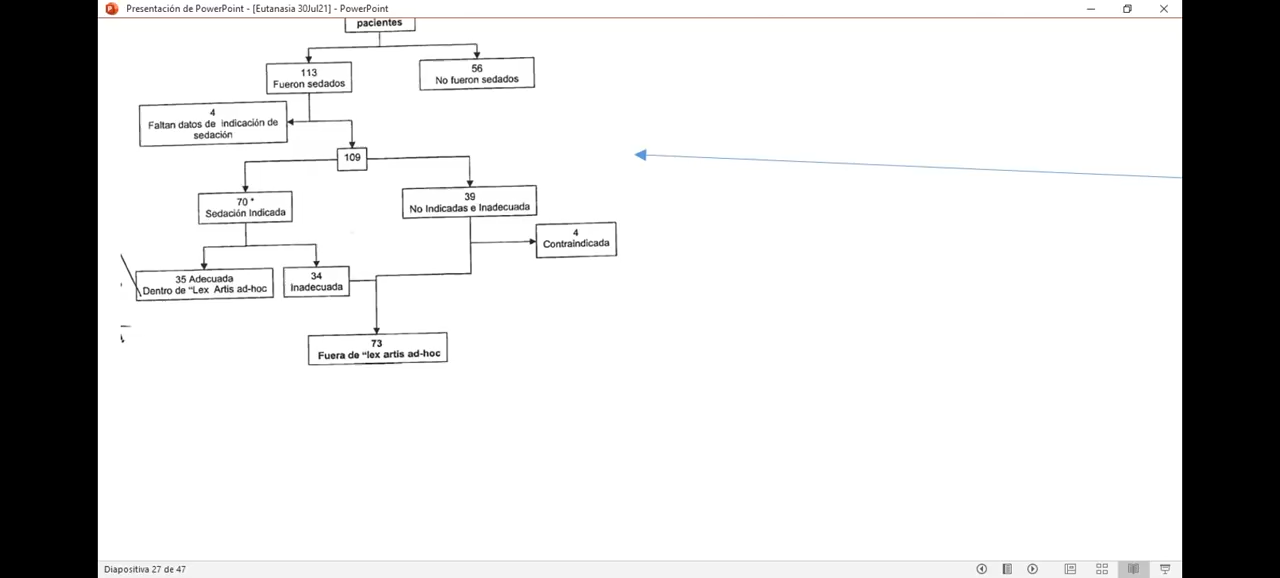 Presentación de PowerPoint - [Eutanasia 30Jul21] - PowerPoint
pacientes
113
Fueron sedados
56
No fueron sedados
4
Faltan datos de indicación de
sedación
109
70 *
Sedación Indicada
39
No Indicadas e Inadecuada
4
Contraindicada
35 Adecuada
Dentro de "Lex Artis ad-hoc
34
Inadecuada
73
Fuera de "lex artis ad-hoc
Diapositiva 27 de 47